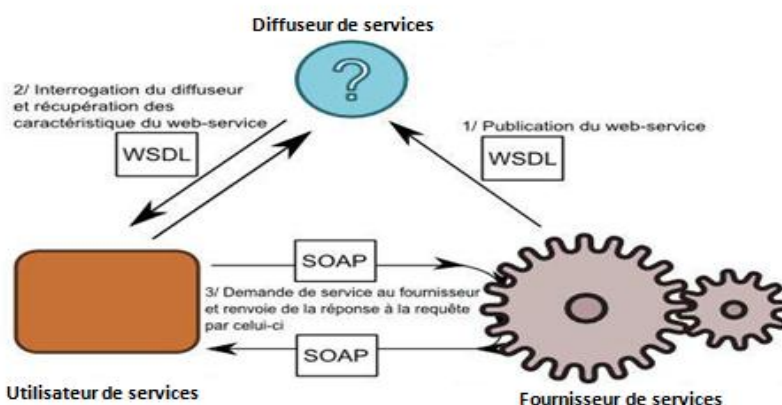 Diffuseur de services
?
2/ Interrogation du diffuseur
et récupération des
caractéristique du web-service
WSDL
1/ Publication du web-service
WSDL
SOAP
3/ Demande de service au fournisseur
et renvoie de la réponse à la requête
par celui-ci
SOAP
Utilisateur de services
Fournisseur de services